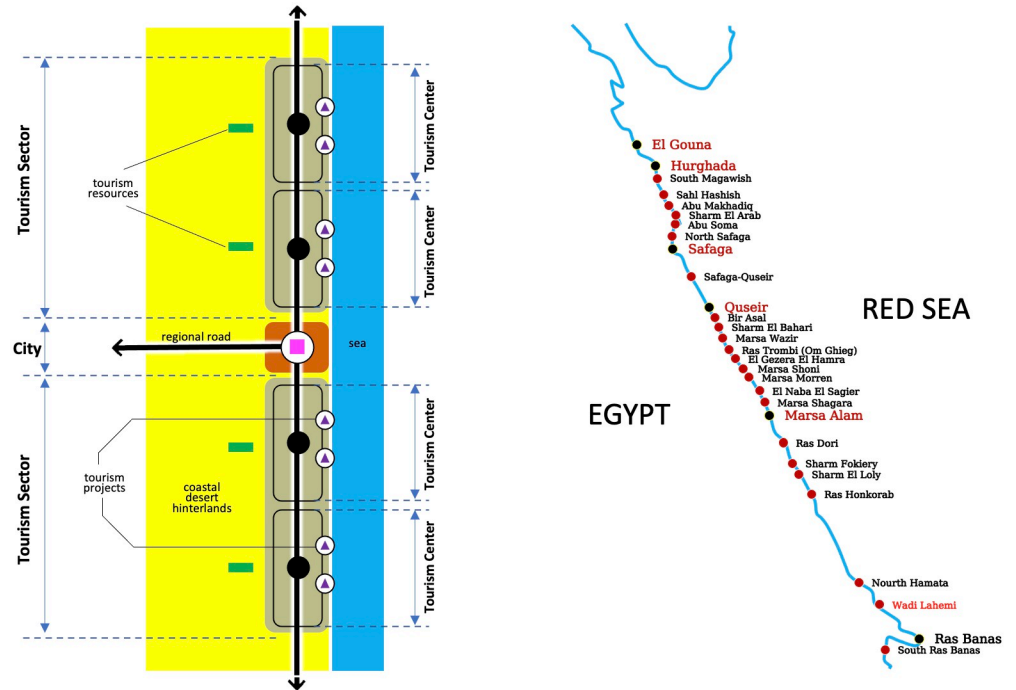 Tourism Sector
City
Tourism Sector
tourism
resources
regional road
tourism
projects
coastal
desert
hinterlands
sea
Tourism Center
Tourism Center
Tourism Center
Tourism Center
El Gouna
Hurghada
South Magawish
Sahl Hashish
Abu Makhadiq
Sharm El Arab
Abu Soma
North Safaga
Safaga
Safaga-Quseir
Quseir
Bir Asal
Sharm El Bahari
Marsa Wazir
Ras Trombi (Om Ghieg)
El Gezera El Hamra
Marsa Shoni
Marsa Morren
El Naba El Sagier
Marsa Shagara
Marsa Alam
Ras Dori
Sharm Fokiery
Sharm El Loly
Ras Honkorab
Nourth Hamata
Wadi Lahemi
Ras Banas
South Ras Banas
RED SEA
EGYPT